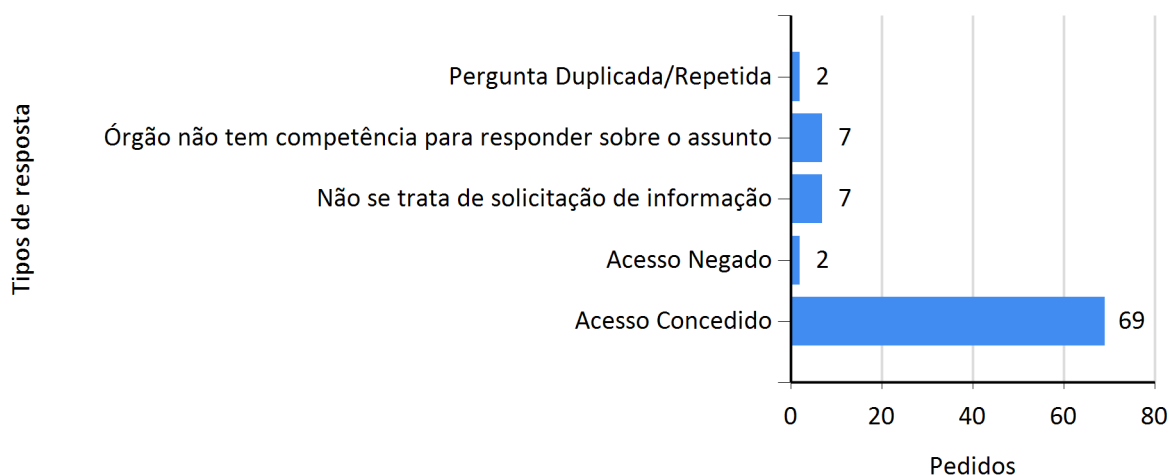 Tipos de resposta
Pergunta Duplicada/Repetida 2
Órgão não tem competência para responder sobre o assunto 7
Não se trata de solicitação de informação 7
Acesso Negado 2
Acesso Concedido 69
0 20 40 60 80
Pedidos